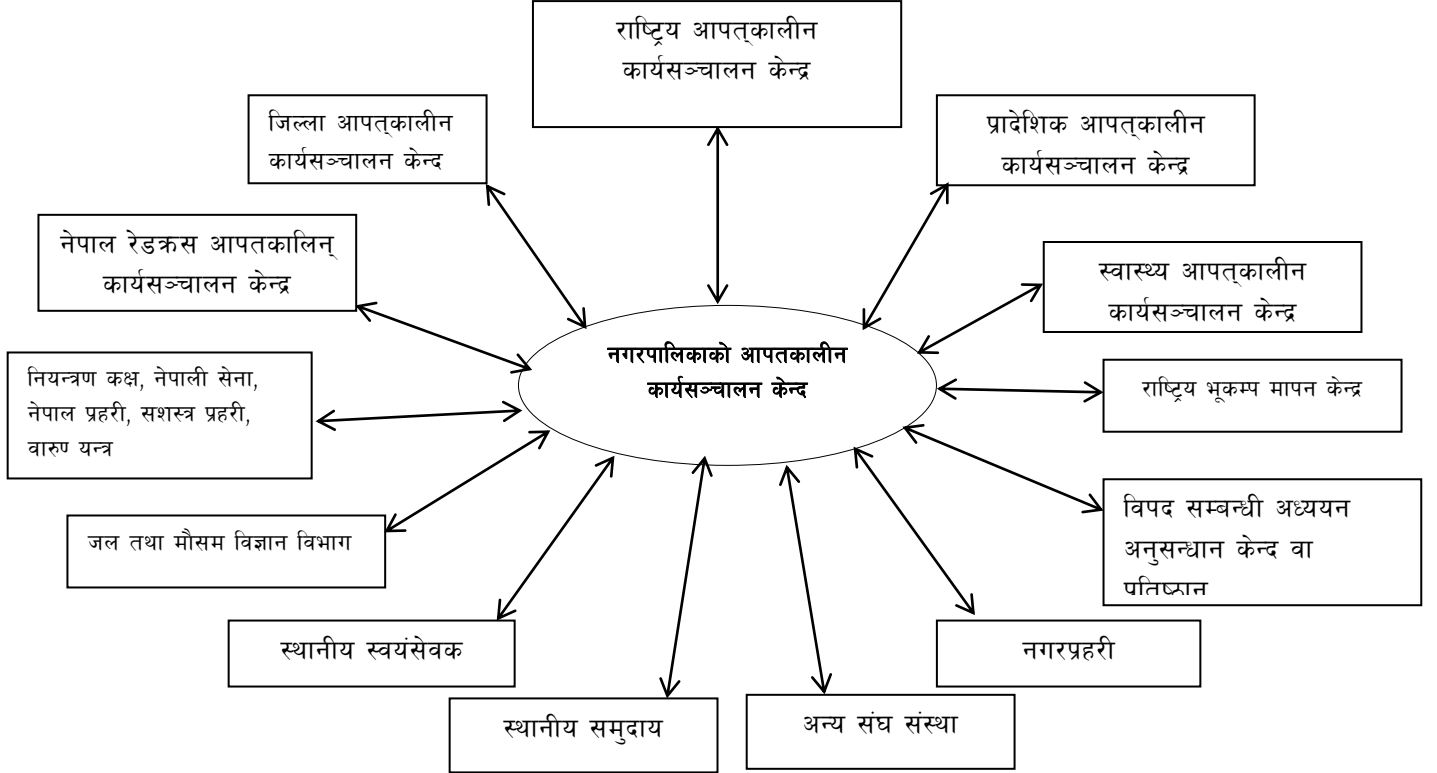 राष्ट्रिय आपत्‌कालीन
कार्यसञ्चालन केन्द्र
जिल्ला आपत्‌कालीन
कार्यसञ्चालन केन्द
प्रादेशिक आपत्‌कालीन
कार्यसञ्चालन केन्द्र
नेपाल रेडक्रस आपतकालिन्
कार्यसञ्चालन केन्द्र
स्वास्थ्य आपत्‌कालीन
कार्यसञ्चालन केन्द्र
नगरपालिकाको आपतकालीन
कार्यसञ्चालन केन्द
नियन्त्रण कक्ष, नेपाली सेना,
नेपाल प्रहरी, सशस्त्र प्रहरी,
वारुण यन्त्र
राष्ट्रिय भूकम्प मापन केन्द्र
विपद सम्बन्धी अध्ययन
अनुसन्धान केन्द वा
प्रतिष्ठान
जल तथा मौसम विज्ञान विभाग
स्थानीय स्वयंसेवक
नगरप्रहरी
स्थानीय समुदाय
अन्य संघ संस्था